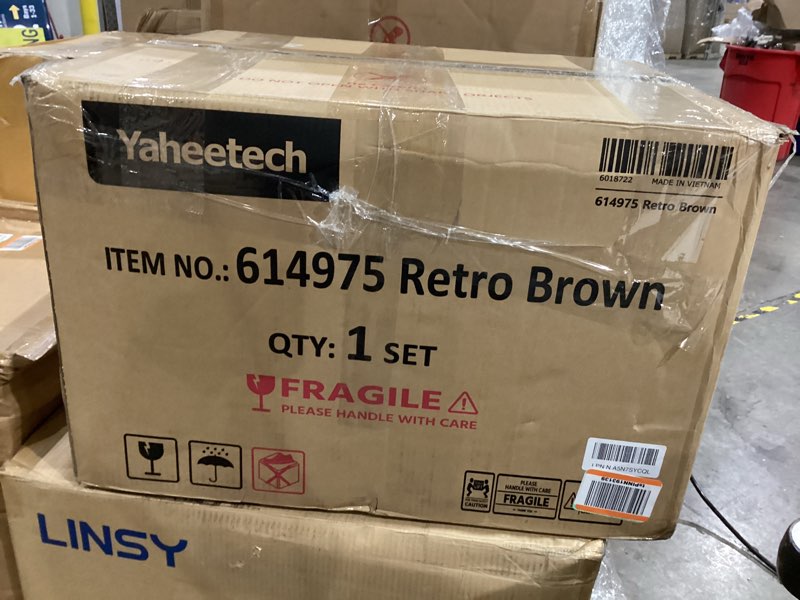 Yaheetech
6018722 MADE IN VIETNAM
614975 Retro Brown
ITEM NO.: 614975 Retro Brown
QTY: 1 SET
FRAGILE
PLEASE HANDLE WITH CARE
CAUTION
PLEASE
HANDLE WITH CARE
FRAGILE
LINSY